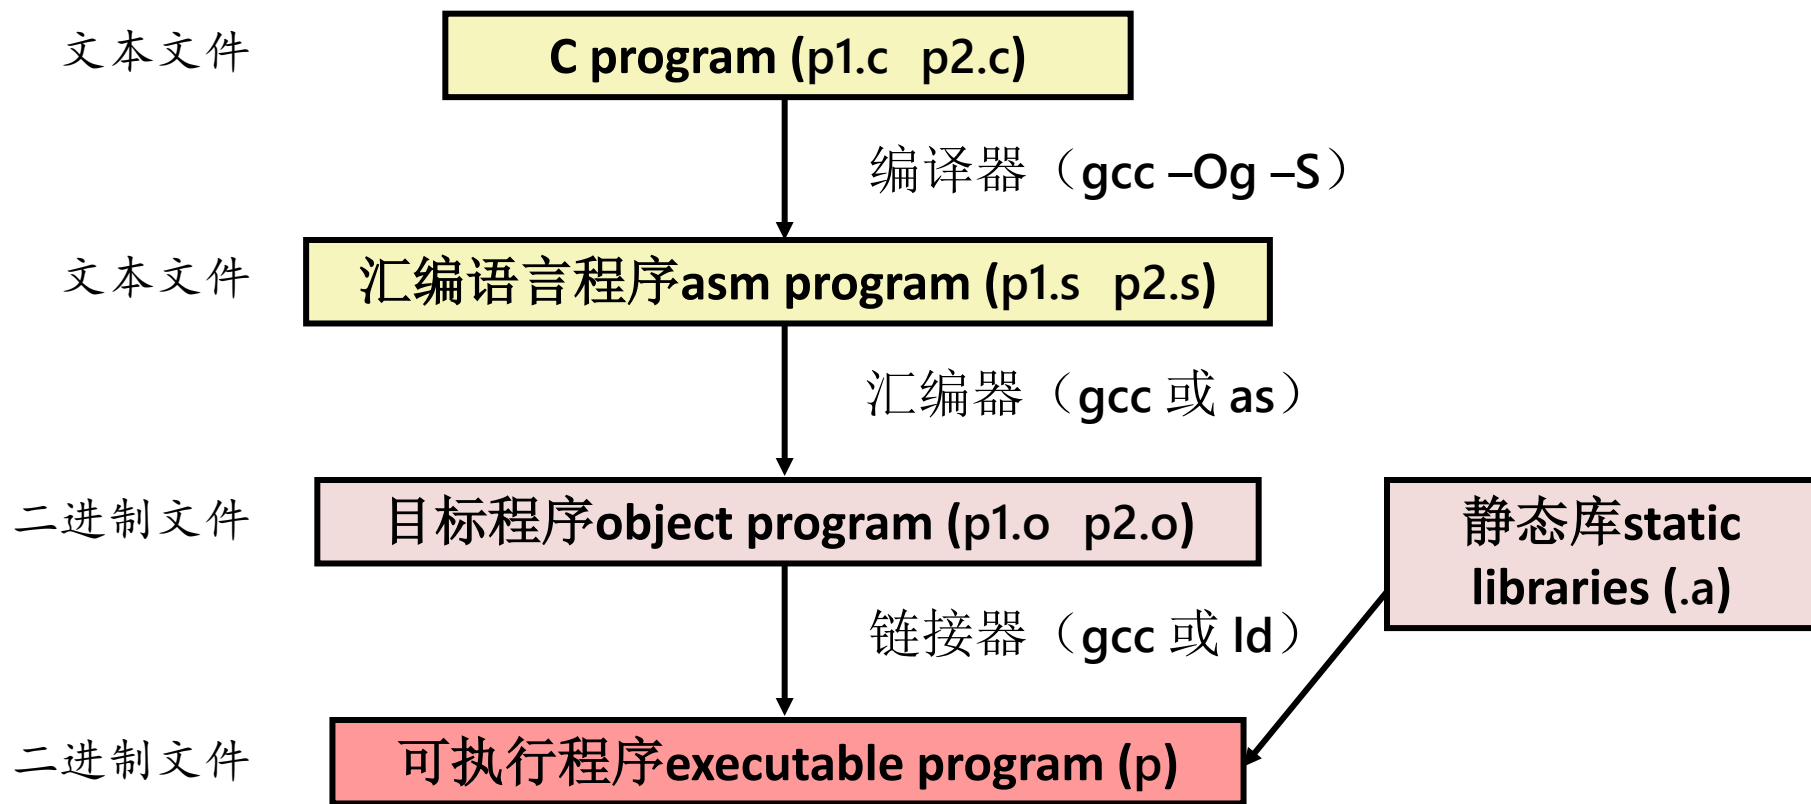 文本文件
C program (p1.c p2.c)
编译器（gcc –Og –S）
文本文件
汇编语言程序asm program (p1.s p2.s)
汇编器（gcc 或 as）
二进制文件
目标程序object program (p1.o p2.o)
静态库static
libraries (.a)
链接器（gcc 或 ld）
二进制文件
可执行程序executable program (p)